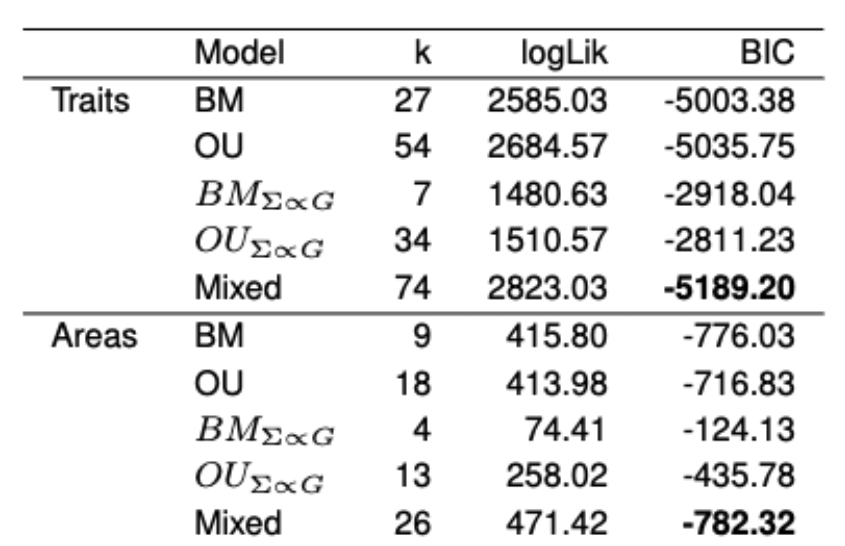 Model k logLik BIC
Traits BM 27 2585.03 -5003.38
OU 54 2684.57 -5035.75
BM_{Σ∝G} 7 1480.63 -2918.04
OU_{Σ∝G} 34 1510.57 -2811.23
Mixed 74 2823.03 -5189.20
Areas BM 9 415.80 -776.03
OU 18 413.98 -716.83
BM_{Σ∝G} 4 74.41 -124.13
OU_{Σ∝G} 13 258.02 -435.78
Mixed 26 471.42 -782.32